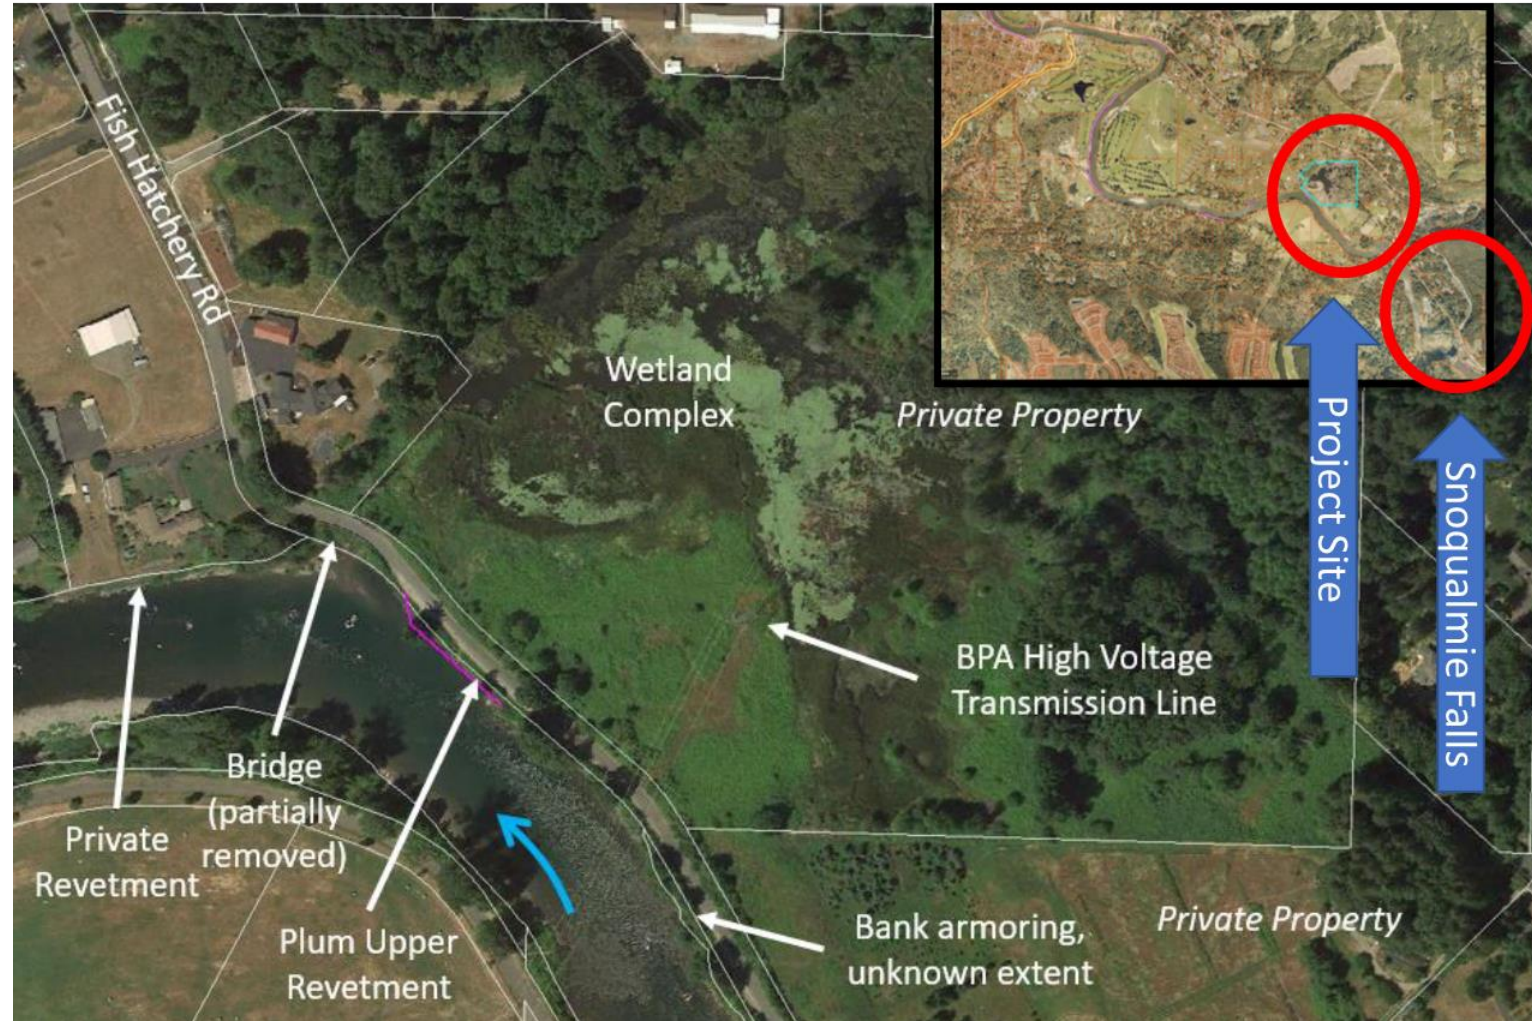 Fish Hatchery Rd
Wetland
Complex
Private Property
Project Site
Snoqualmie Falls
BPA High Voltage
Transmission Line
Bridge
(partially
removed)
Private
Revetment
Plum Upper
Revetment
Bank armoring,
unknown extent
Private Property